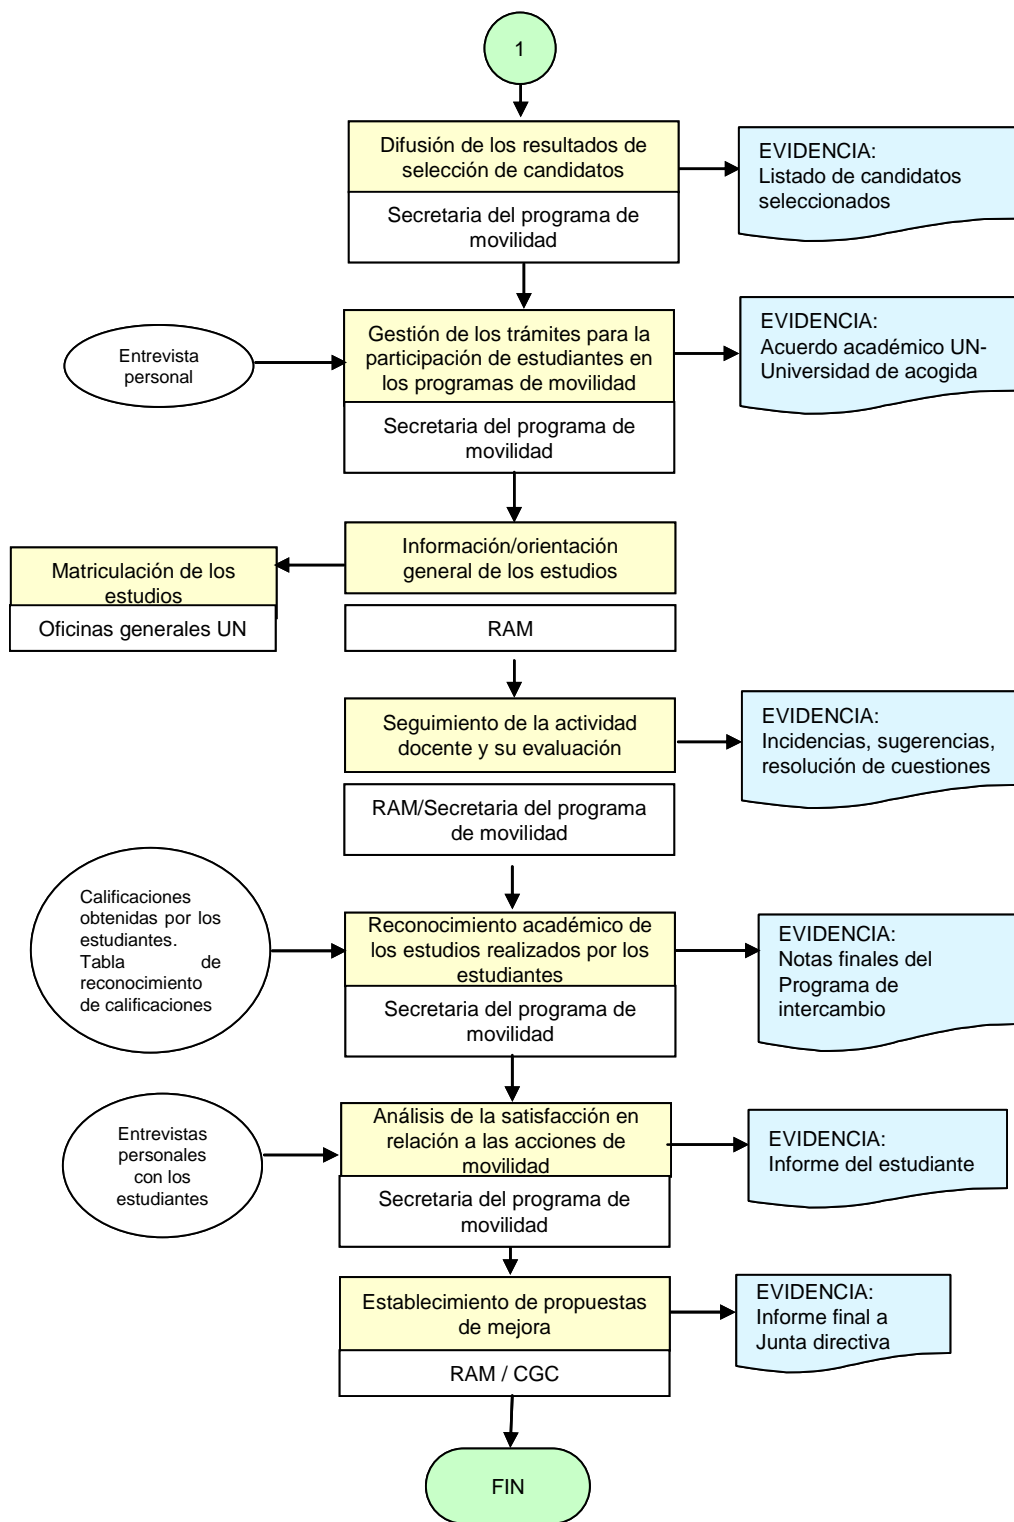 1
Difusión de los resultados de
selección de candidatos
Secretaria del programa de
movilidad
EVIDENCIA:
Listado de candidatos
seleccionados
Entrevista
personal
Gestión de los trámites para la
participación de estudiantes en
los programas de movilidad
Secretaria del programa de
movilidad
EVIDENCIA:
Acuerdo académico UN-
Universidad de acogida
Información/orientación
general de los estudios
RAM
Matriculación de los
estudios
Oficinas generales UN
Seguimiento de la actividad
docente y su evaluación
RAM/Secretaria del programa
de movilidad
EVIDENCIA:
Incidencias, sugerencias,
resolución de cuestiones
Calificaciones
obtenidas por los
estudiantes.
Tabla de
reconocimiento
de calificaciones
Reconocimiento académico de
los estudios realizados por los
estudiantes
Secretaria del programa de
movilidad
EVIDENCIA:
Notas finales del
Programa de
intercambio
Entrevistas
personales
con los
estudiantes
Análisis de la satisfacción en
relación a las acciones de
movilidad
Secretaria del programa de
movilidad
EVIDENCIA:
Informe del estudiante
Establecimiento de propuestas
de mejora
RAM / CGC
EVIDENCIA:
Informe final a
Junta directiva
FIN